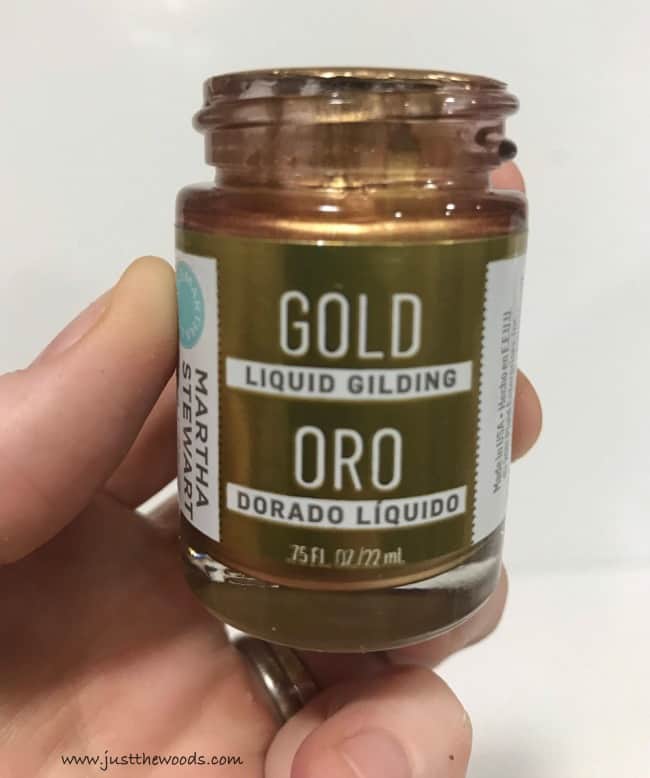 GOLD
LIQUID GILDING
ORO
DORADO LÍQUIDO
.75 FL. OZ/22 mL
MARTHA
MARTHA
STEWART
Made in USA • Hecho en E.E.U.U.
www.justthewoods.com